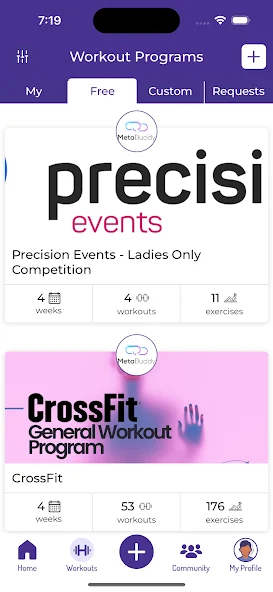 7:19
Workout Programs
My Free Custom Requests
MetaBuddy
precisi
events
Precision Events - Ladies Only
Competition
4 4 11
weeks workouts exercises
MetaBuddy
CrossFit
General Workout
Program
CrossFit
4 53 176
weeks workouts exercises
Home Workouts Community My Profile